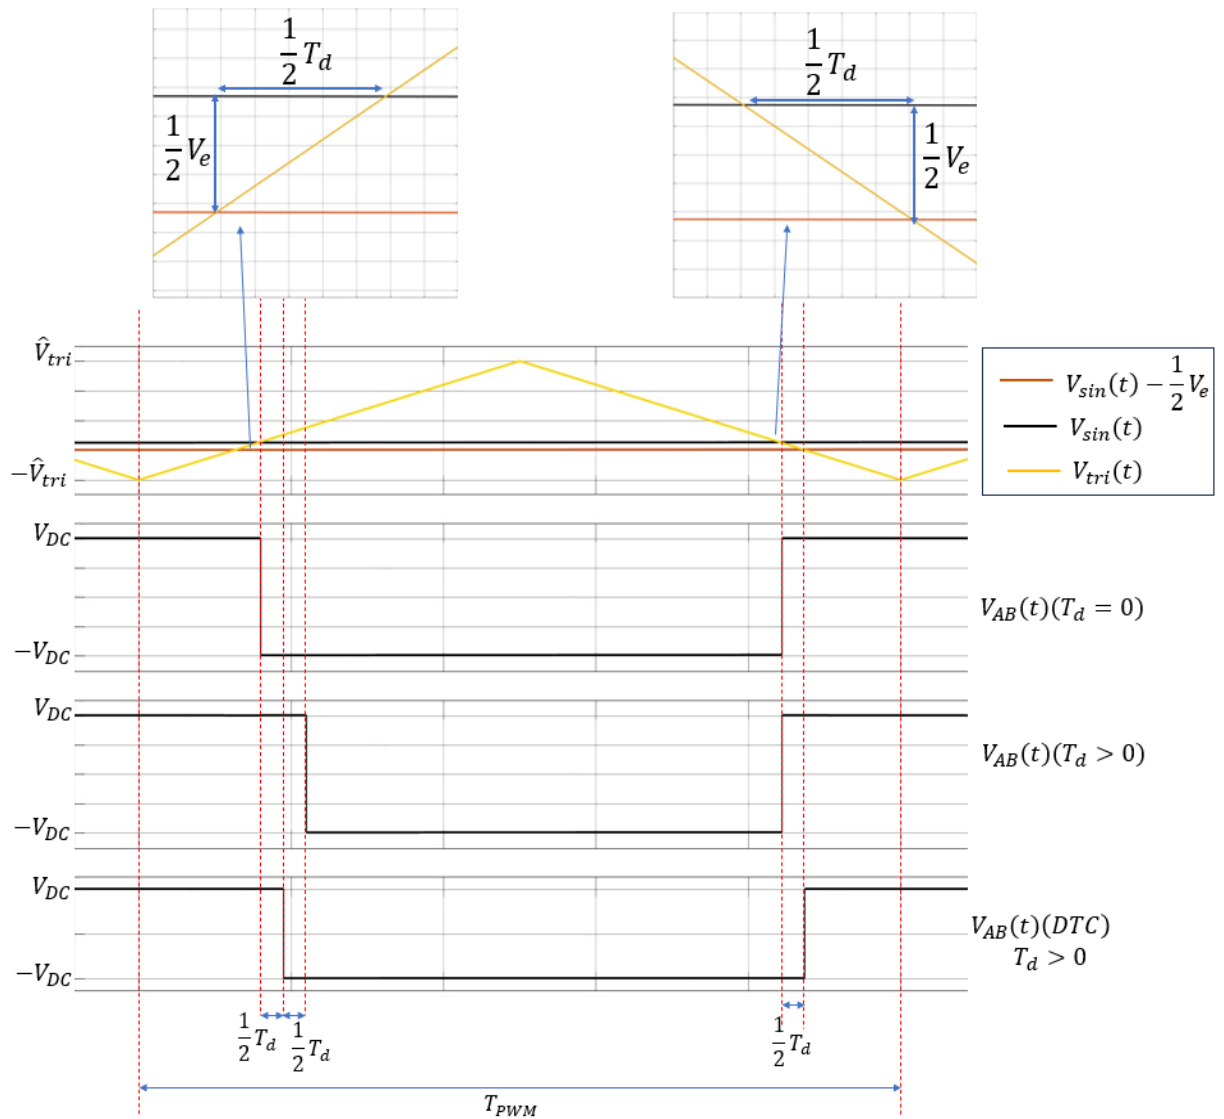 1/2 T_d
1/2 V_e
1/2 T_d
1/2 V_e
V̂_tri
−V̂_tri
V_sin(t) − 1/2 V_e
V_sin(t)
V_tri(t)
V_DC
−V_DC
V_AB(t)(T_d = 0)
V_DC
−V_DC
V_AB(t)(T_d > 0)
V_DC
−V_DC
V_AB(t)(DTC)
T_d > 0
1/2 T_d
1/2 T_d
1/2 T_d
T_PWM